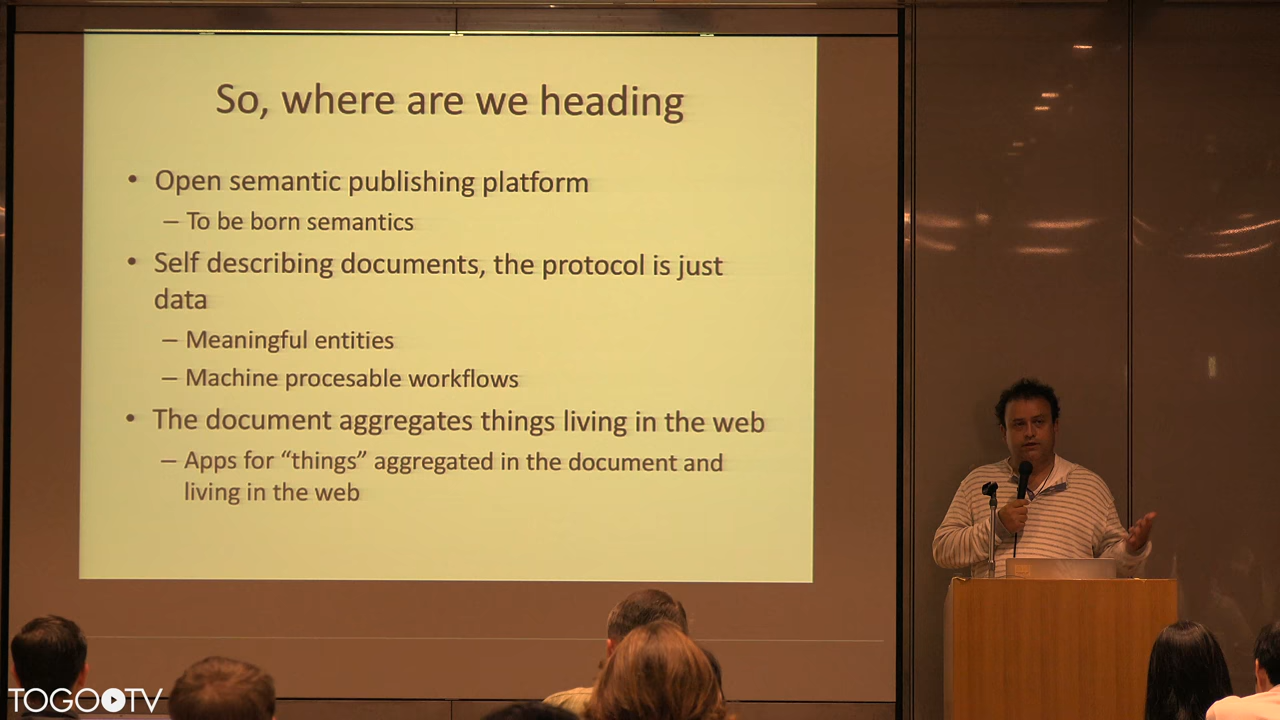 So, where are we heading
• Open semantic publishing platform
– To be born semantics
• Self describing documents, the protocol is just
data
– Meaningful entities
– Machine procesable workflows
• The document aggregates things living in the web
– Apps for “things” aggregated in the document and
living in the web
TOGOTV